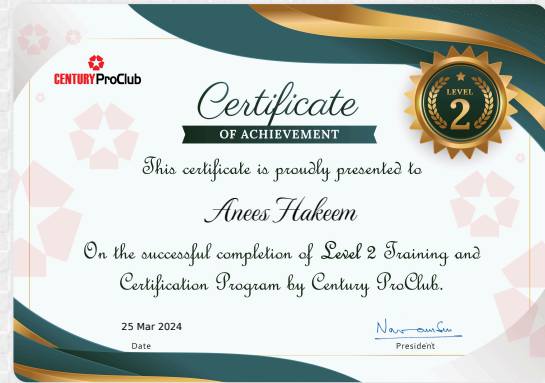 CENTURY ProClub
Certificate
OF ACHIEVEMENT
LEVEL
2
This certificate is proudly presented to
Anees Hakeem
On the successful completion of Level 2 Training and
Certification Program by Century ProClub.
25 Mar 2024
Date
President